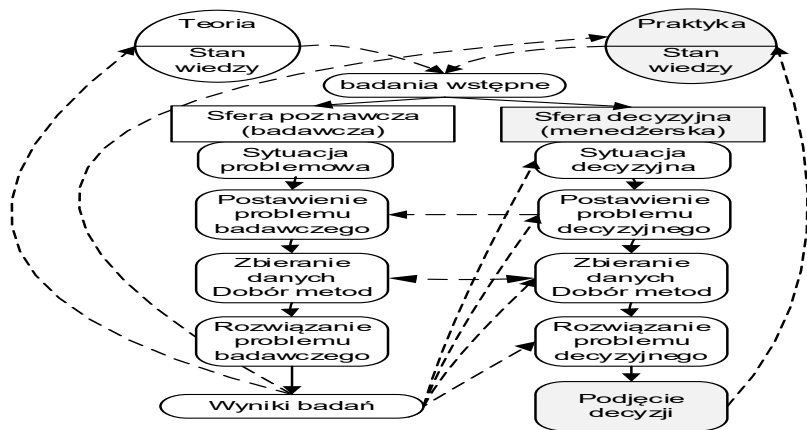 Teoria
Stan
wiedzy
Praktyka
Stan
wiedzy
badania wstępne
Sfera poznawcza
(badawcza)
Sfera decyzyjna
(menedżerska)
Sytuacja
problemowa
Sytuacja
decyzyjna
Postawienie
problemu
badawczego
Postawienie
problemu
decyzyjnego
Zbieranie
danych
Dobór metod
Zbieranie
danych
Dobór metod
Rozwiązanie
problemu
badawczego
Rozwiązanie
problemu
decyzyjnego
Wyniki badań
Podjęcie
decyzji